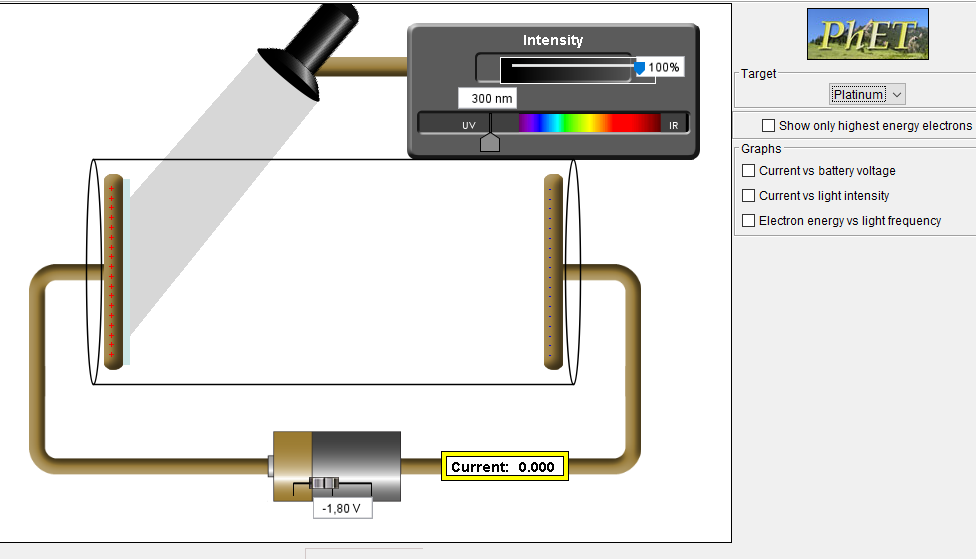 Intensity
100%
300 nm
UV
IR
Current: 0.000
-1,80 V
PhET
Target
Platinum
Show only highest energy electrons
Graphs
Current vs battery voltage
Current vs light intensity
Electron energy vs light frequency